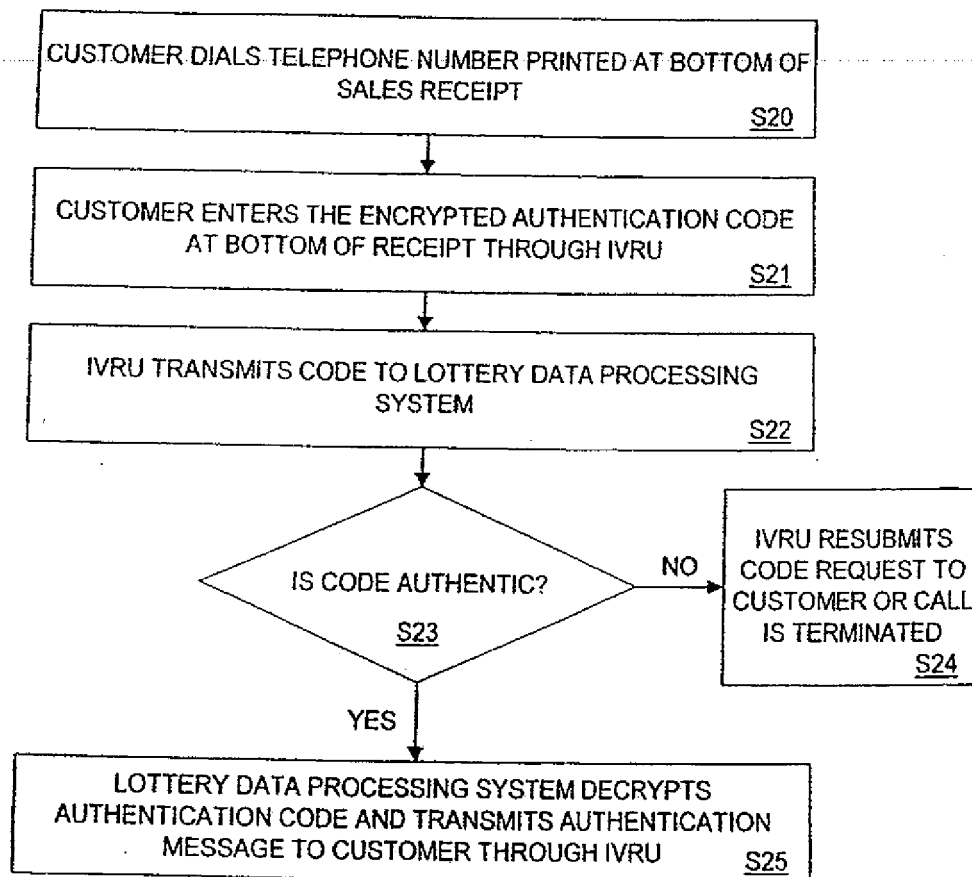 CUSTOMER DIALS TELEPHONE NUMBER PRINTED AT BOTTOM OF
SALES RECEIPT
S20
CUSTOMER ENTERS THE ENCRYPTED AUTHENTICATION CODE
AT BOTTOM OF RECEIPT THROUGH IVRU
S21
IVRU TRANSMITS CODE TO LOTTERY DATA PROCESSING
SYSTEM
S22
IS CODE AUTHENTIC?
S23
NO
IVRU RESUBMITS
CODE REQUEST TO
CUSTOMER OR CALL
IS TERMINATED
S24
YES
LOTTERY DATA PROCESSING SYSTEM DECRYPTS
AUTHENTICATION CODE AND TRANSMITS AUTHENTICATION
MESSAGE TO CUSTOMER THROUGH IVRU
S25